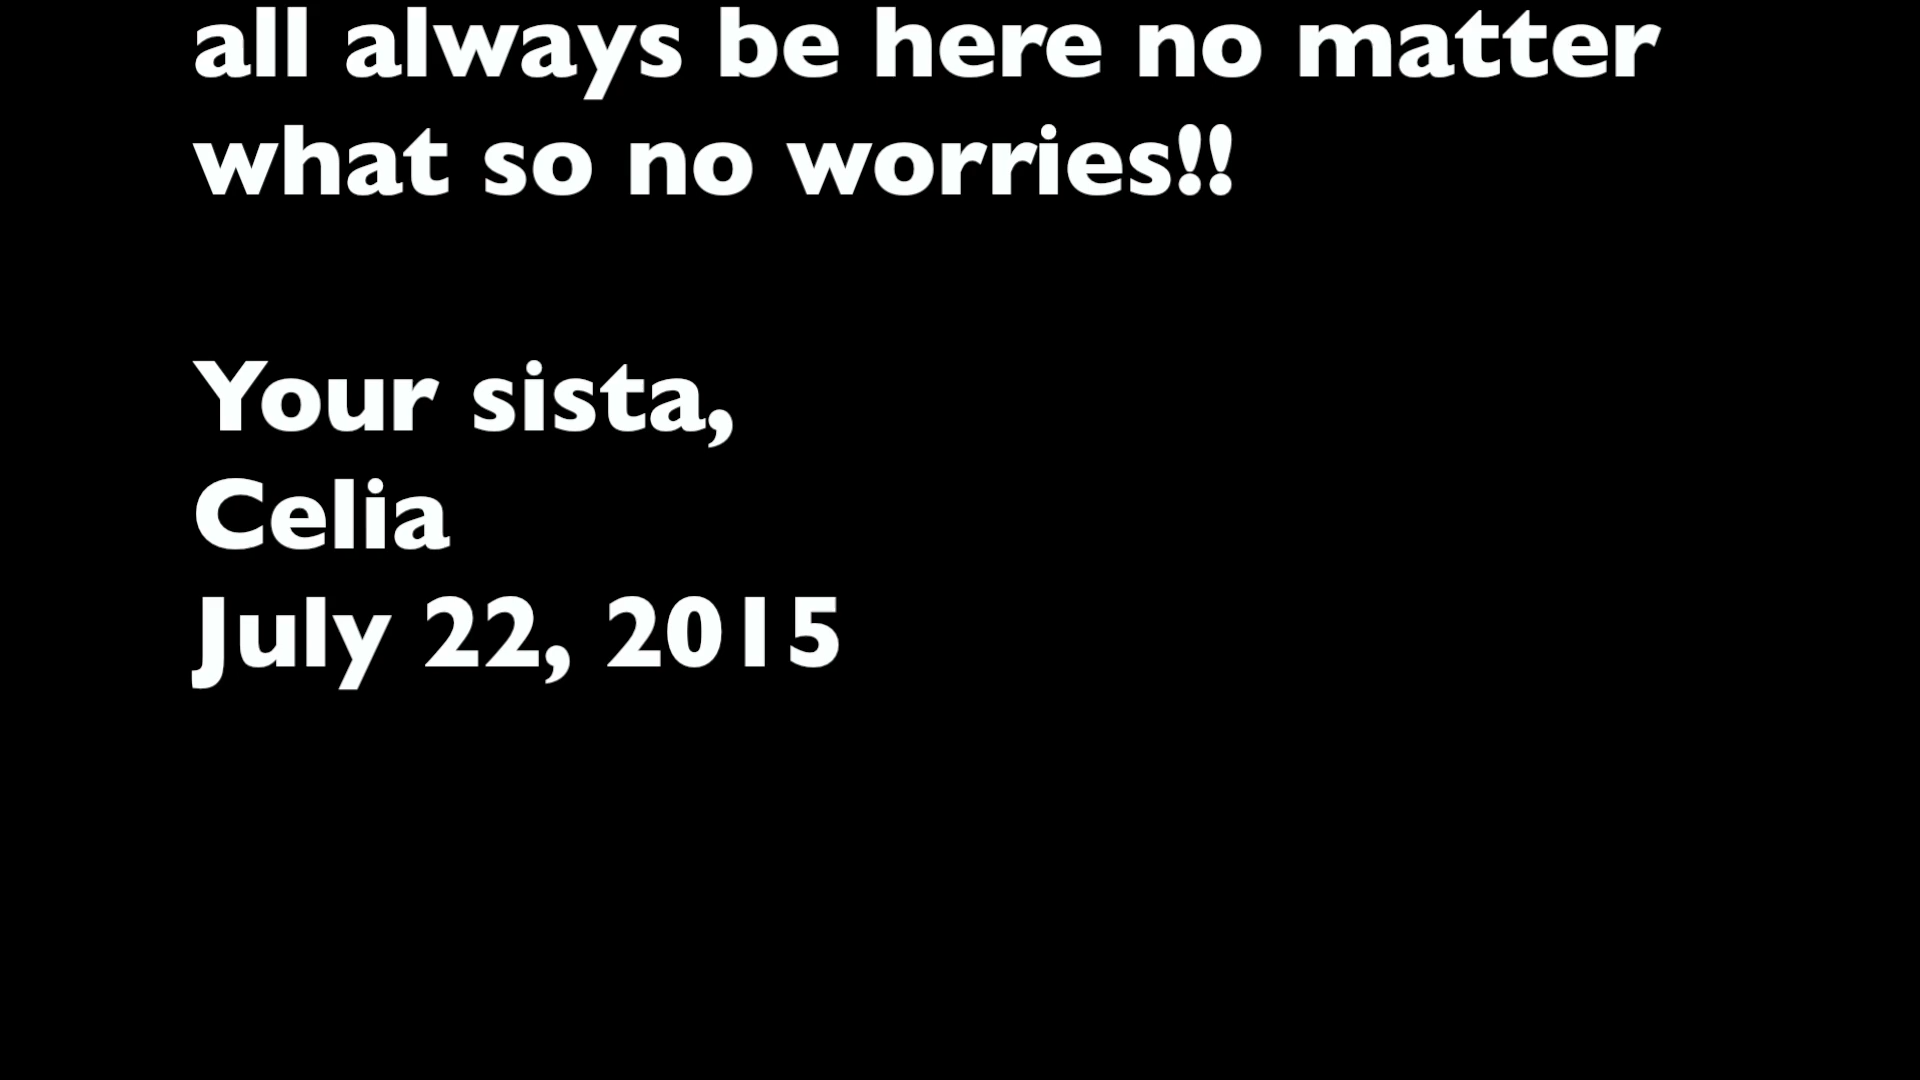 all always be here no matter
what so no worries!!
Your sista,
Celia
July 22, 2015